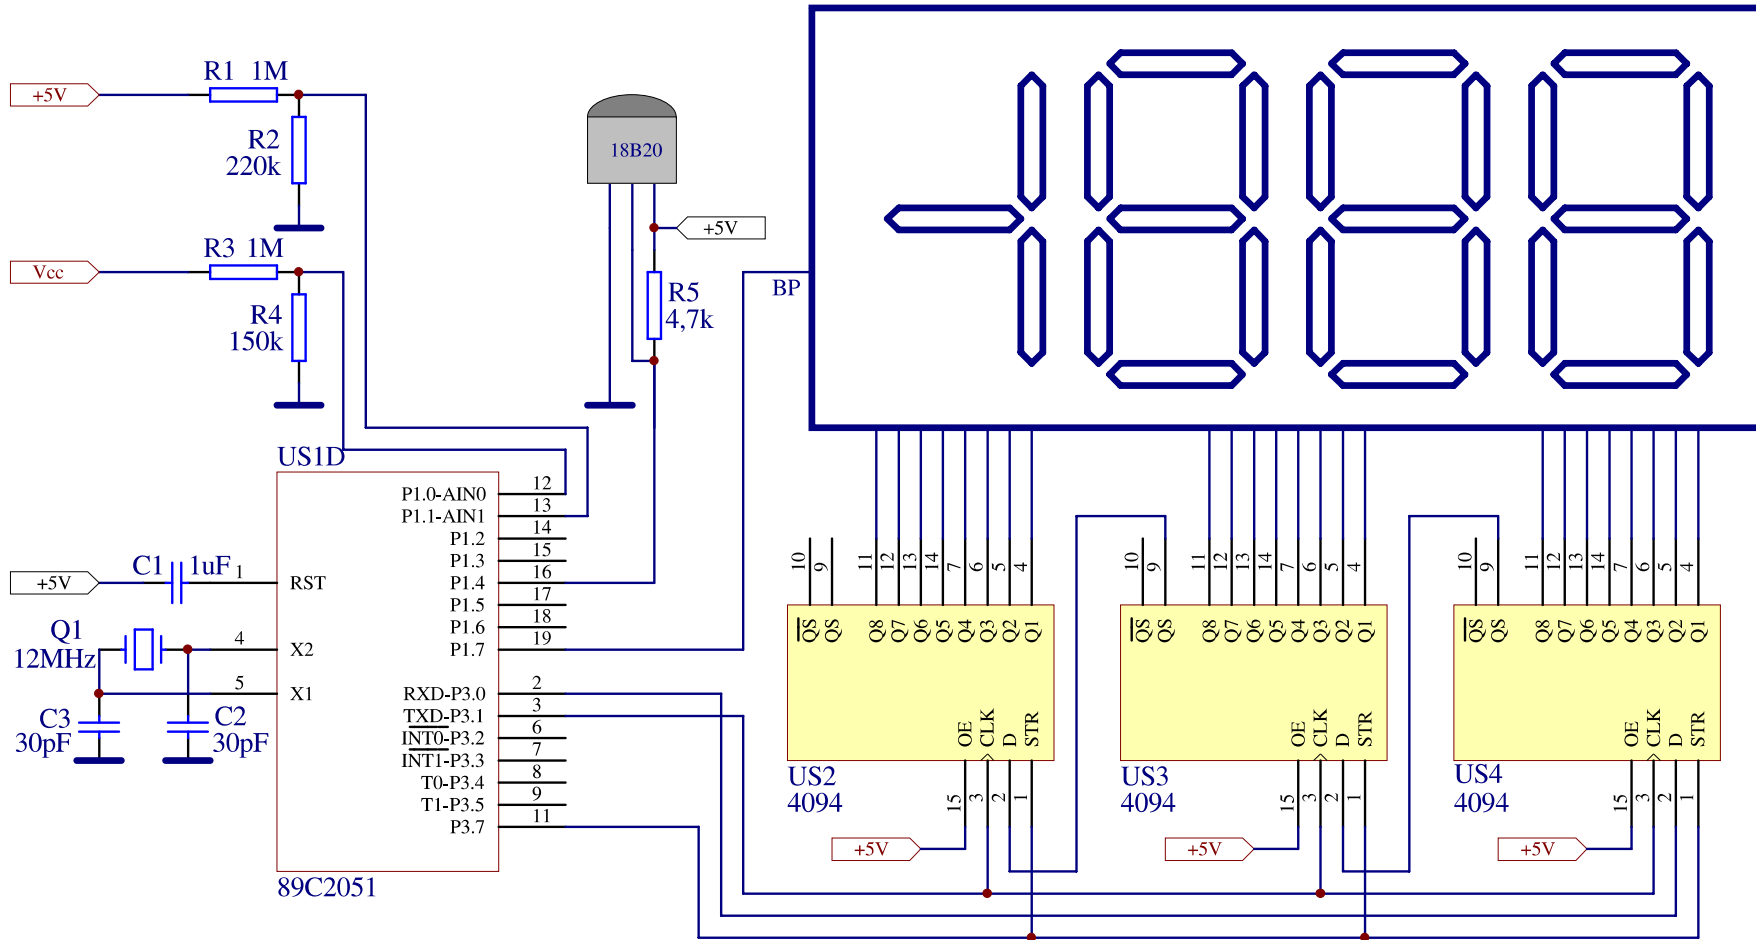 +5V
R1 1M
R2
220k
Vcc
R3 1M
R4
150k
18B20
+5V
R5
4,7k
BP
US1D
P1.0-AIN0 12
P1.1-AIN1 13
P1.2 14
P1.3 15
P1.4 16
P1.5 17
P1.6 18
P1.7 19
RXD-P3.0 2
TXD-P3.1 3
INT0-P3.2 6
INT1-P3.3 7
T0-P3.4 8
T1-P3.5 9
P3.7 11
+5V
C1 1uF 1 RST
Q1
12MHz
4 X2
5 X1
C3
30pF
C2
30pF
89C2051
10 9 11 12 13 14 7 6 5 4
QS QS Q8 Q7 Q6 Q5 Q4 Q3 Q2 Q1
OE CLK D STR
15 3 2 1
US2
4094
+5V
10 9 11 12 13 14 7 6 5 4
QS QS Q8 Q7 Q6 Q5 Q4 Q3 Q2 Q1
OE CLK D STR
15 3 2 1
US3
4094
+5V
10 9 11 12 13 14 7 6 5 4
QS QS Q8 Q7 Q6 Q5 Q4 Q3 Q2 Q1
OE CLK D STR
15 3 2 1
US4
4094
+5V